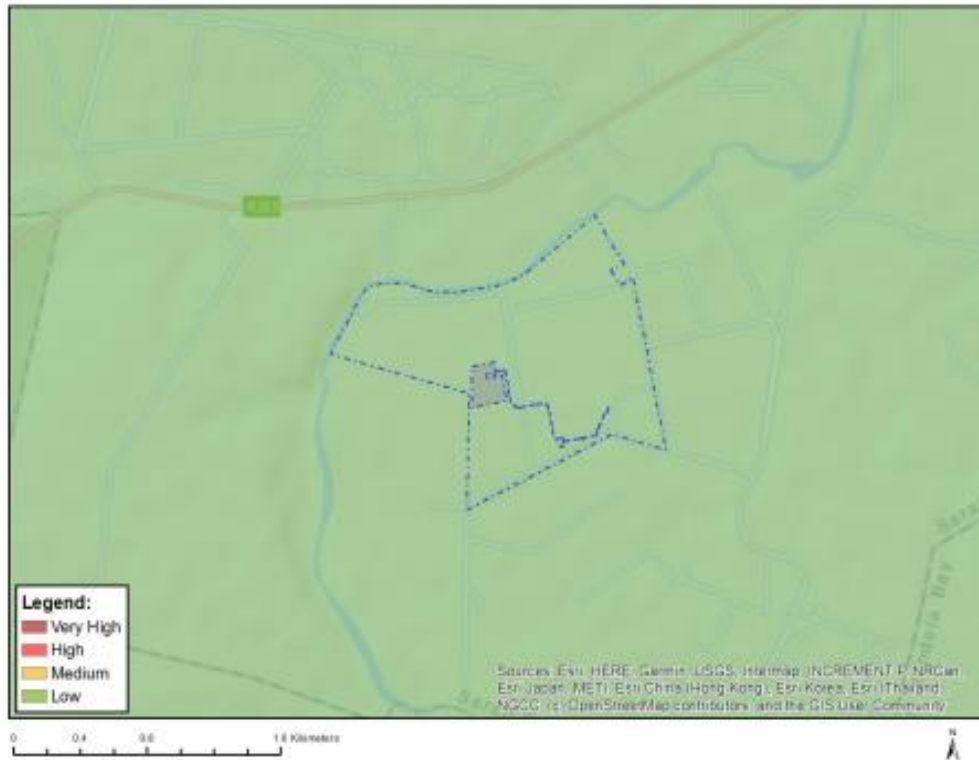 Legend:
Very High
High
Medium
Low
Sources: Esri, HERE, Garmin, USGS, Intermap, INCREMENT P, NRCan,
Esri Japan, METI, Esri China (Hong Kong), Esri Korea, Esri (Thailand),
NGCC, (c) OpenStreetMap contributors, and the GIS User Community
Bay
0 0.4 0.8 1.6 Kilometers
N